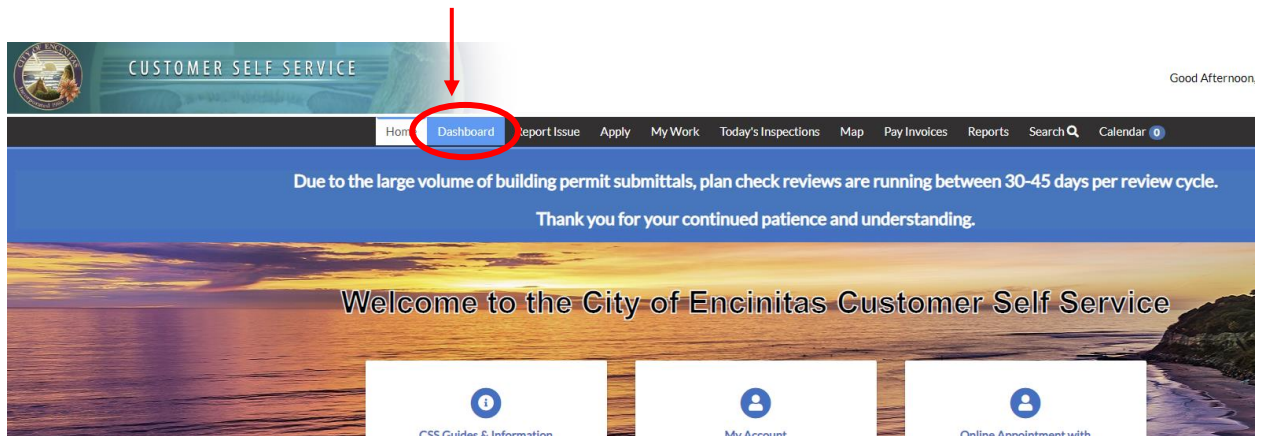 CITY OF ENCINITAS
CUSTOMER SELF SERVICE
Good Afternoon,
Home Dashboard Report Issue Apply My Work Today's Inspections Map Pay Invoices Reports Search Calendar 0
Due to the large volume of building permit submittals, plan check reviews are running between 30-45 days per review cycle.
Thank you for your continued patience and understanding.
Welcome to the City of Encinitas Customer Self Service
CSS Guides & Information My Account Online Appointment with